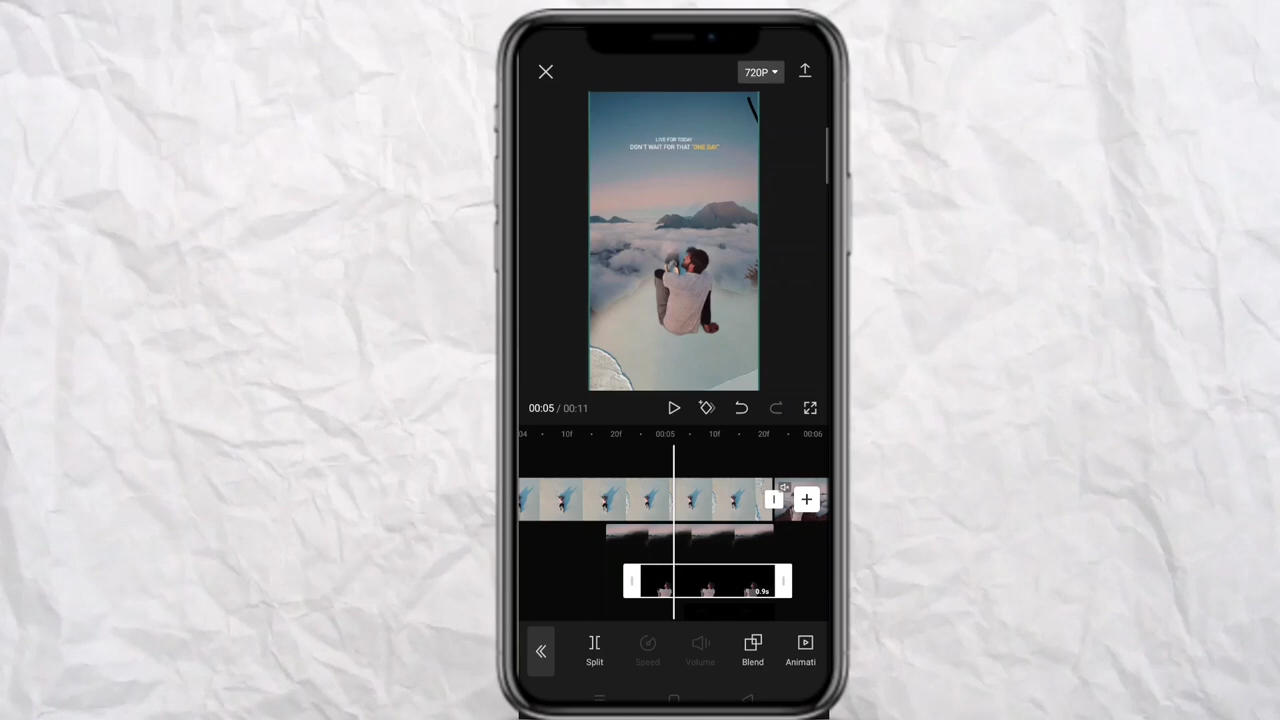 720P
LIVE FOR TODAY
DON'T WAIT FOR THAT "ONE DAY"
00:05 / 00:11
04 10f 20f 00:05 10f 20f 00:06
0.9s
Split Speed Volume Blend Animati